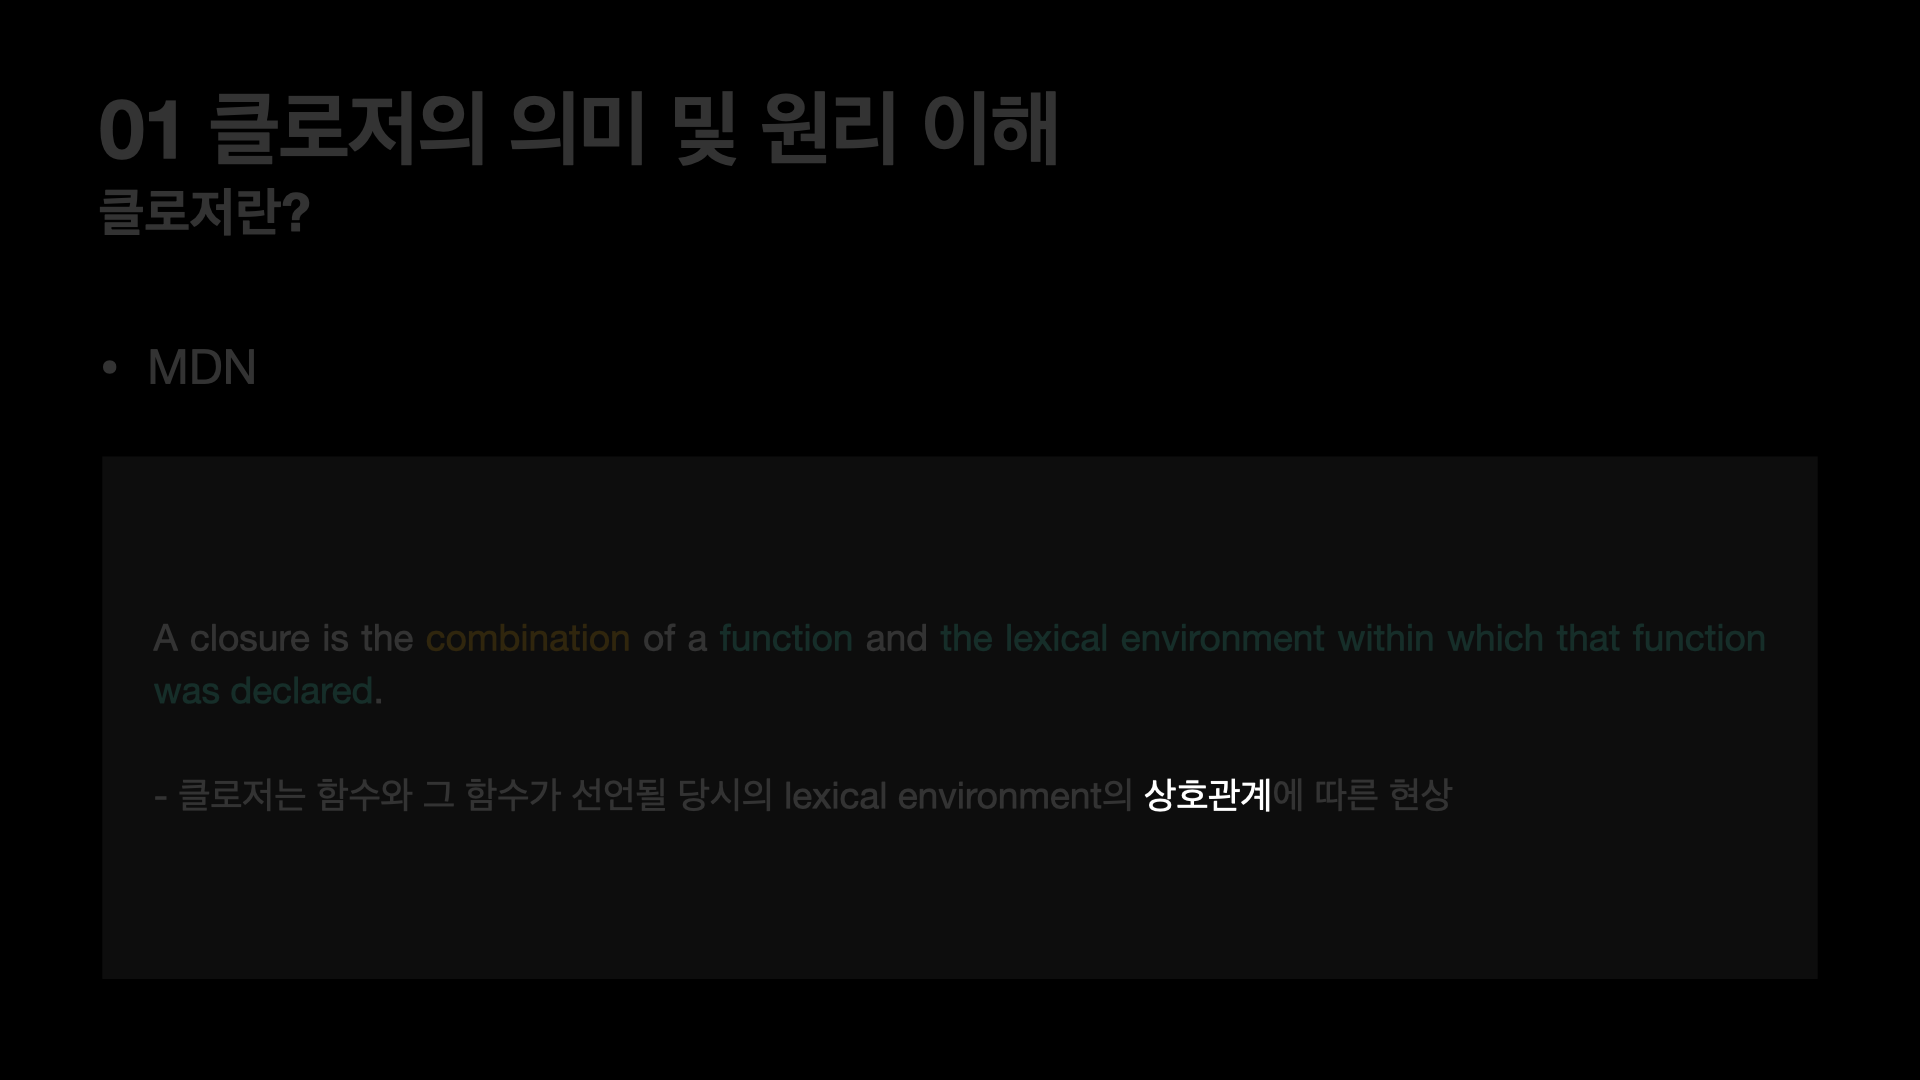 01 클로저의 의미 및 원리 이해
클로저란?
• MDN
A closure is the combination of a function and the lexical environment within which that function
was declared.
- 클로저는 함수와 그 함수가 선언될 당시의 lexical environment의 상호관계에 따른 현상